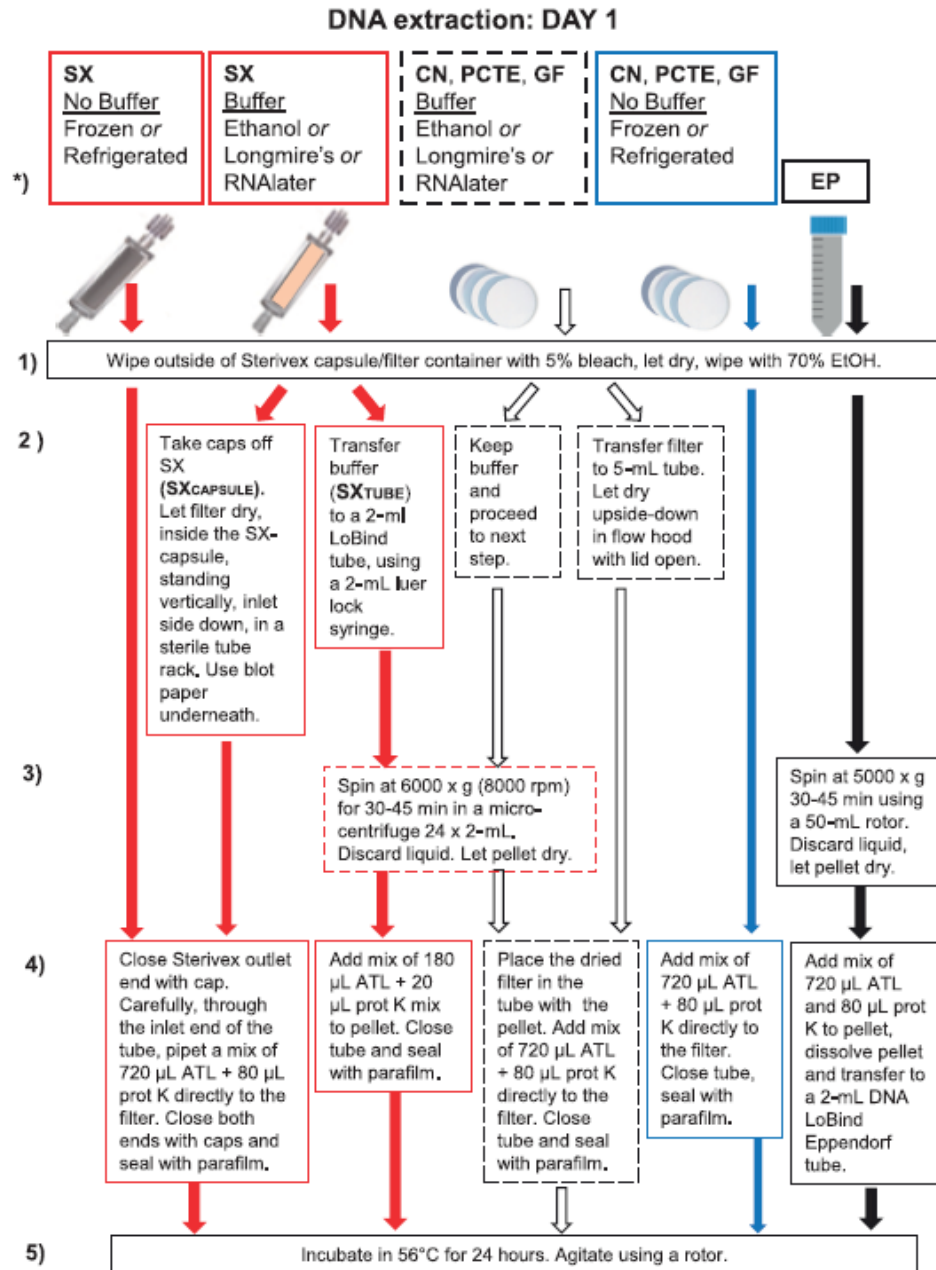 DNA extraction: DAY 1
*)
SX
No Buffer
Frozen or
Refrigerated
SX
Buffer
Ethanol or
Longmire's or
RNAlater
CN, PCTE, GF
Buffer
Ethanol or
Longmire's or
RNAlater
CN, PCTE, GF
No Buffer
Frozen or
Refrigerated
EP
1)
Wipe outside of Sterivex capsule/filter container with 5% bleach, let dry, wipe with 70% EtOH.
2 )
Take caps off
SX
(SXCAPSULE).
Let filter dry,
inside the SX-
capsule,
standing
vertically, inlet
side down, in a
sterile tube
rack. Use blot
paper
underneath.
Transfer
buffer
(SXTUBE)
to a 2-ml
LoBind
tube, using
a 2-mL luer
lock
syringe.
Keep
buffer
and
proceed
to next
step.
Transfer filter
to 5-mL tube.
Let dry
upside-down
in flow hood
with lid open.
3)
Spin at 6000 x g (8000 rpm)
for 30-45 min in a micro-
centrifuge 24 x 2-mL.
Discard liquid. Let pellet dry.
Spin at 5000 x g
30-45 min using
a 50-mL rotor.
Discard liquid,
let pellet dry.
4)
Close Sterivex outlet
end with cap.
Carefully, through
the inlet end of the
tube, pipet a mix of
720 µL ATL + 80 µL
prot K directly to the
filter. Close both
ends with caps and
seal with parafilm.
Add mix of 180
µL ATL + 20
µL prot K mix
to pellet. Close
tube and seal
with parafilm.
Place the dried
filter in the
tube with the
pellet. Add mix
of 720 µL ATL
+ 80 µL prot K
directly to the
filter. Close
tube and seal
with parafilm.
Add mix of
720 µL ATL
+ 80 µL prot
K directly to
the filter.
Close tube,
seal with
parafilm.
Add mix of
720 µL ATL
and 80 µL prot
K to pellet,
dissolve pellet
and transfer to
a 2-mL DNA
LoBind
Eppendorf
tube.
5)
Incubate in 56°C for 24 hours. Agitate using a rotor.